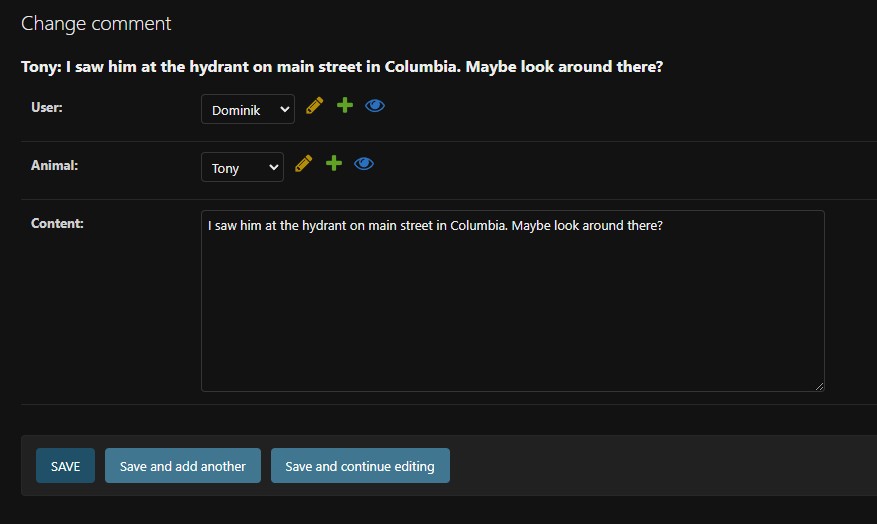 Change comment
Tony: I saw him at the hydrant on main street in Columbia. Maybe look around there?
User:
Dominik
Animal:
Tony
Content:
I saw him at the hydrant on main street in Columbia. Maybe look around there?
SAVE
Save and add another
Save and continue editing